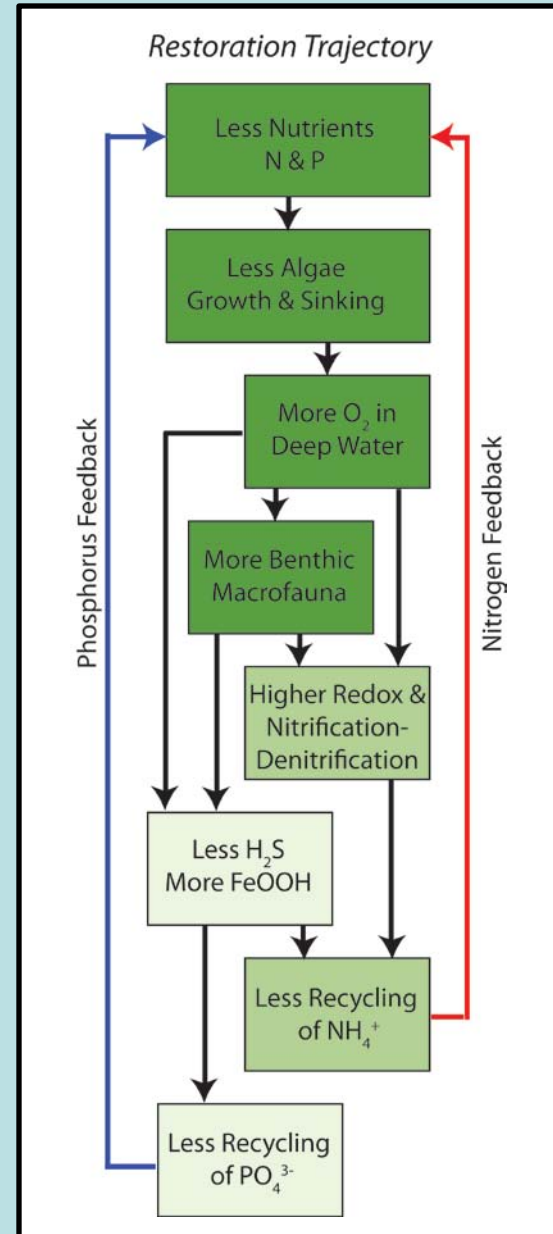 Restoration Trajectory
Less Nutrients
N & P
Less Algae
Growth & Sinking
More O₂ in
Deep Water
More Benthic
Macrofauna
Higher Redox &
Nitrification-
Denitrification
Less H₂S
More FeOOH
Less Recycling
of NH₄⁺
Less Recycling
of PO₄³⁻
Phosphorus Feedback
Nitrogen Feedback